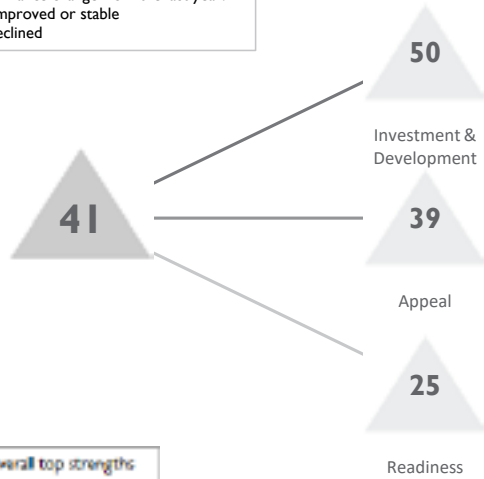 improved or stable
eclined
50
Investment &
Development
41
39
Appeal
25
Readiness
verall top strengths